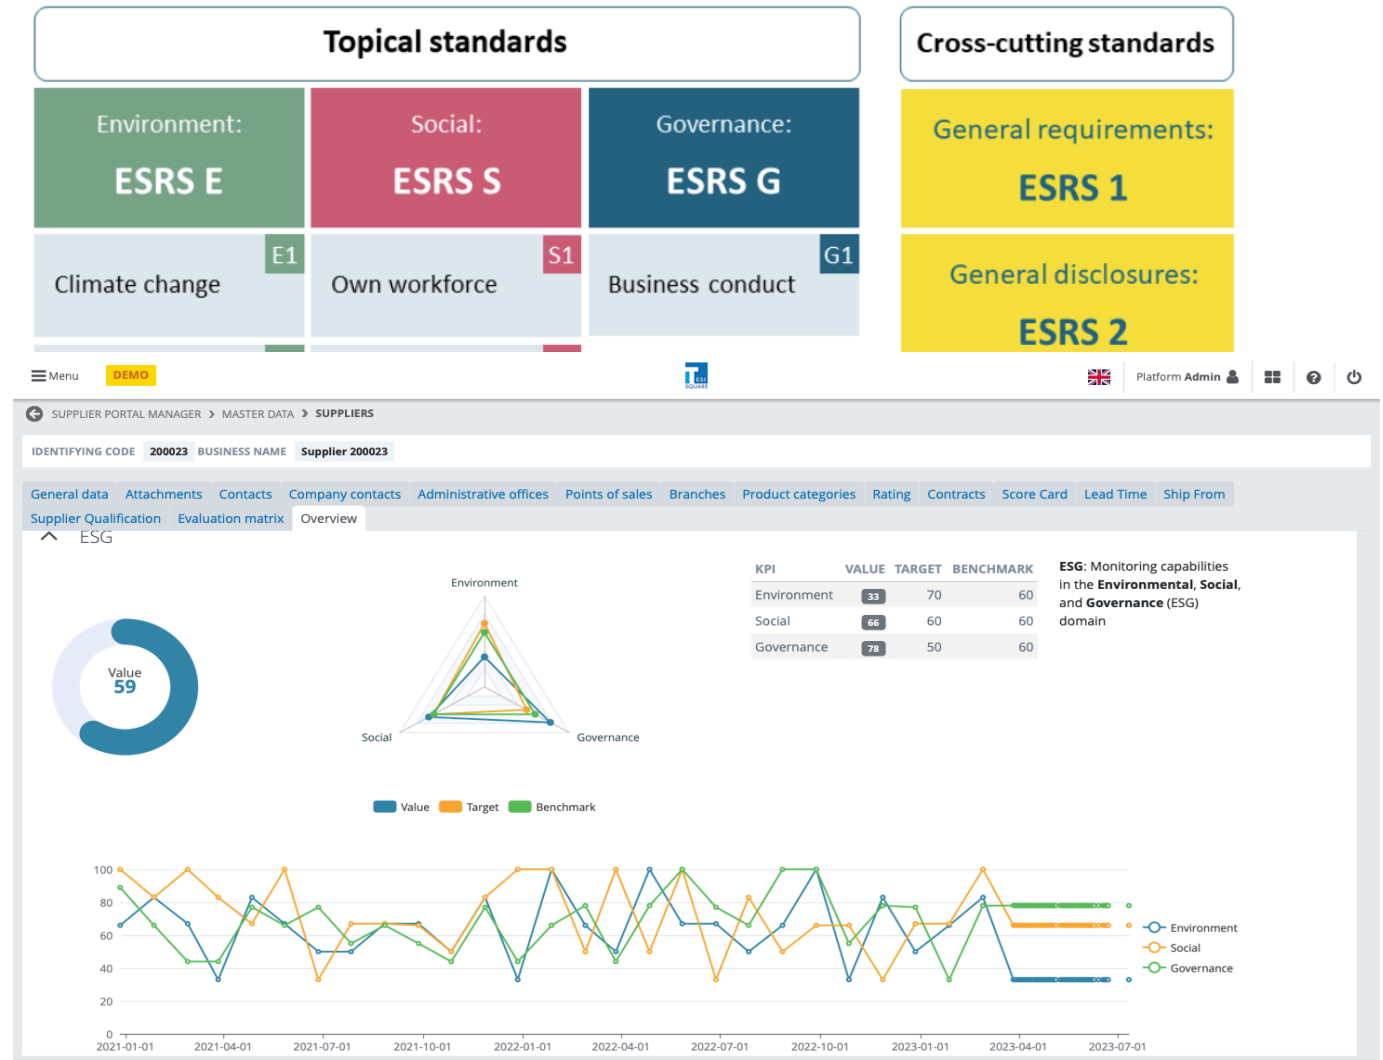 Topical standards
Cross-cutting standards
Environment:
ESRS E
Social:
ESRS S
Governance:
ESRS G
General requirements:
ESRS 1
E1
Climate change
S1
Own workforce
G1
Business conduct
General disclosures:
ESRS 2
Menu
DEMO
TESI
SQUARE
Platform Admin
?
SUPPLIER PORTAL MANAGER > MASTER DATA > SUPPLIERS
IDENTIFYING CODE 200023 BUSINESS NAME Supplier 200023
General data Attachments Contacts Company contacts Administrative offices Points of sales Branches Product categories Rating Contracts Score Card Lead Time Ship From
Supplier Qualification Evaluation matrix Overview
ESG
Value
59
Environment
Social
Governance
Value Target Benchmark
KPI VALUE TARGET BENCHMARK
Environment 33 70 60
Social 66 60 60
Governance 78 50 60
ESG: Monitoring capabilities
in the Environmental, Social,
and Governance (ESG)
domain
100
80
60
40
20
0
2021-01-01 2021-04-01 2021-07-01 2021-10-01 2022-01-01 2022-04-01 2022-07-01 2022-10-01 2023-01-01 2023-04-01 2023-07-01
Environment
Social
Governance